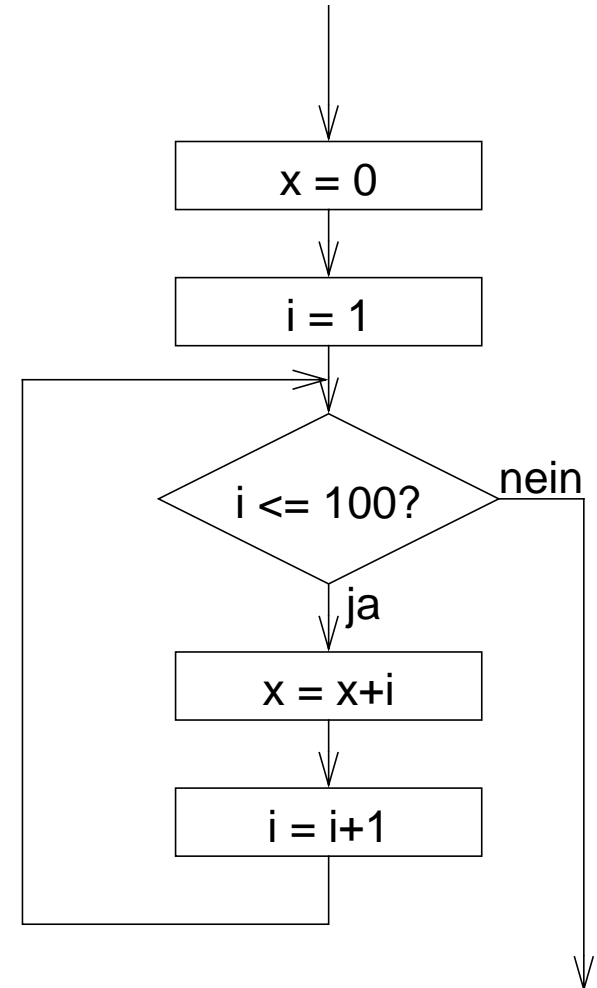 x = 0
i = 1
i <= 100?
nein
ja
x = x+i
i = i+1